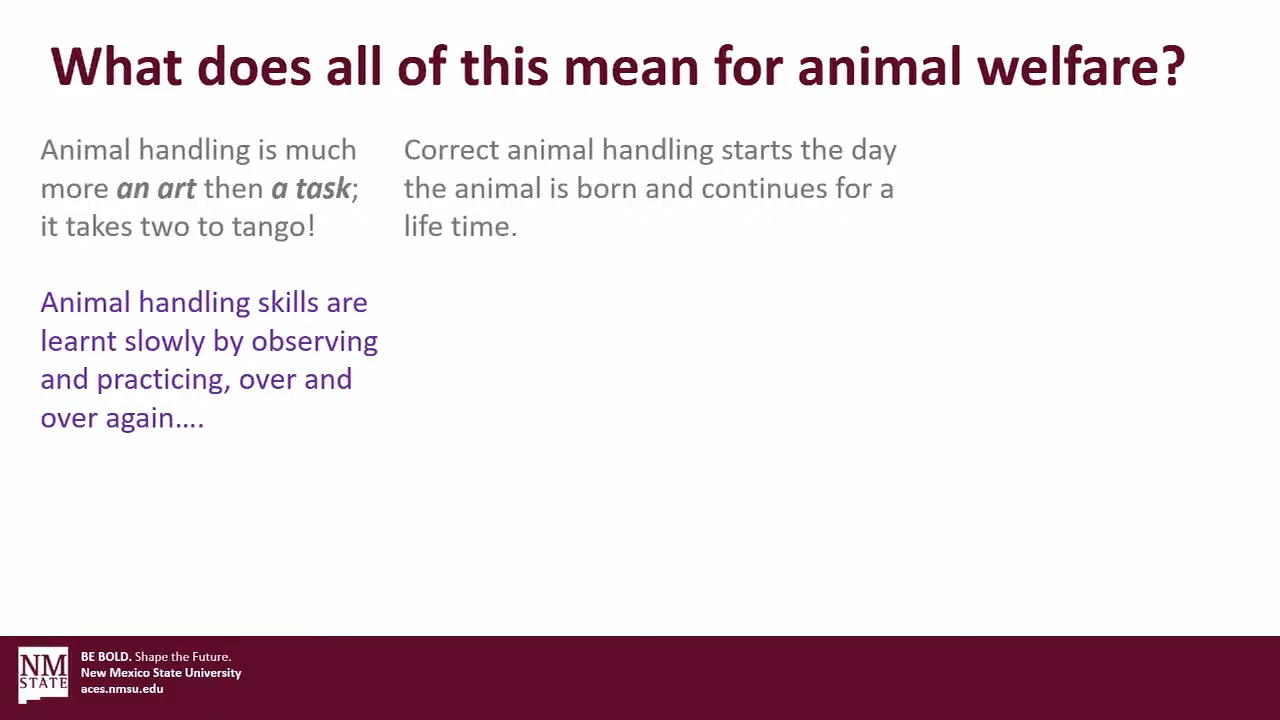 What does all of this mean for animal welfare?
Animal handling is much
more an art then a task;
it takes two to tango!
Animal handling skills are
learnt slowly by observing
and practicing, over and
over again....
Correct animal handling starts the day
the animal is born and continues for a
life time.
NM
STATE
BE BOLD. Shape the Future.
New Mexico State University
aces.nmsu.edu